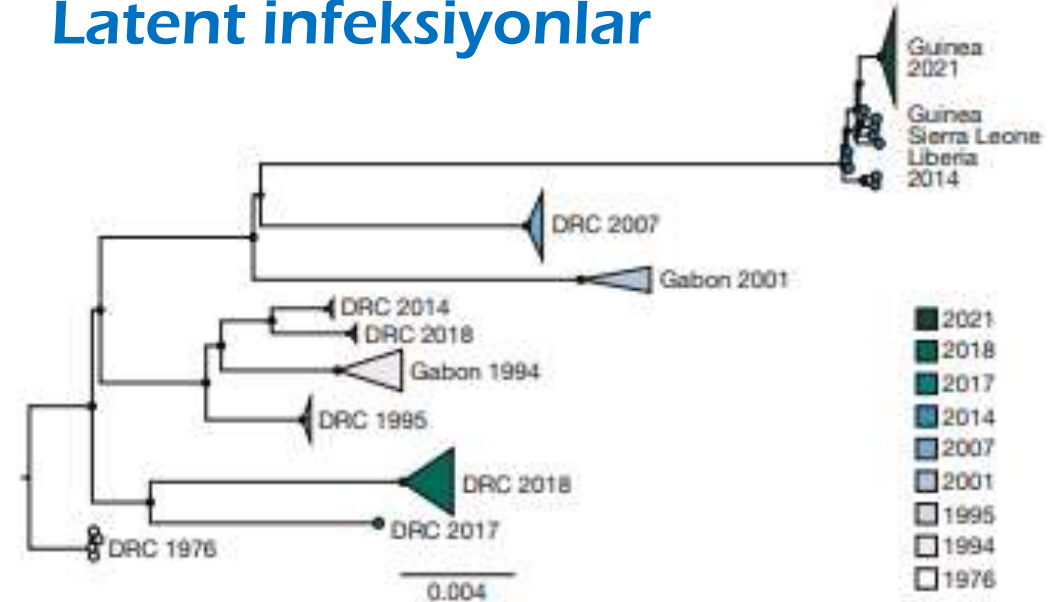 Latent infeksiyonlar
Guinea
2021
Guinea
Sierra Leone
Liberia
2014
DRC 2007
Gabon 2001
DRC 2014
DRC 2018
Gabon 1994
DRC 1995
DRC 2018
DRC 2017
DRC 1976
0.004
2021
2018
2017
2014
2007
2001
1995
1994
1976